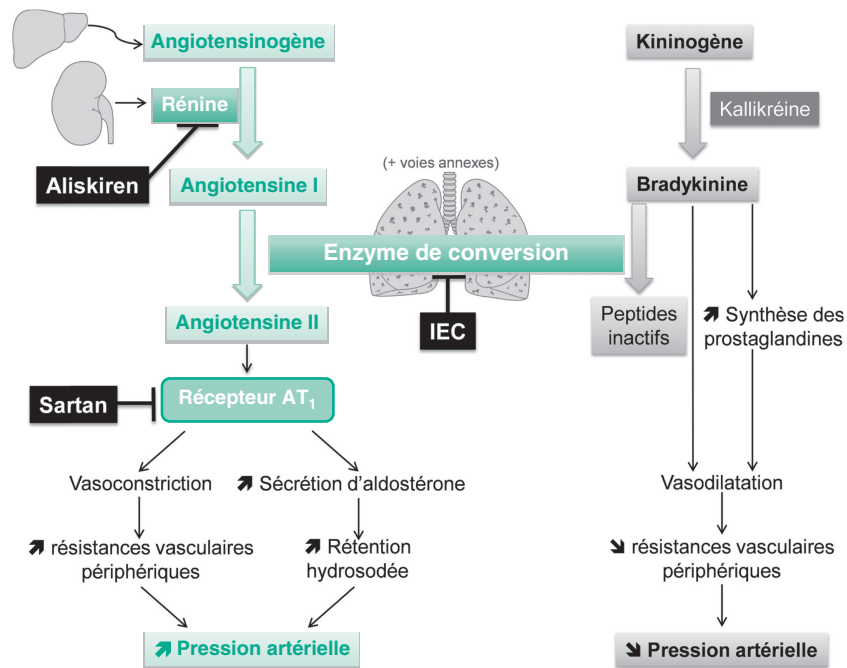 Angiotensinogène
Rénine
Aliskiren
Angiotensine I
(+ voies annexes)
Enzyme de conversion
IEC
Angiotensine II
Sartan
Récepteur AT₁
Vasoconstriction
Sécrétion d'aldostérone
résistances vasculaires
périphériques
Rétention
hydrosodée
Pression artérielle
Kininogène
Kallikréine
Bradykinine
Peptides
inactifs
Synthèse des
prostaglandines
Vasodilatation
résistances vasculaires
périphériques
Pression artérielle